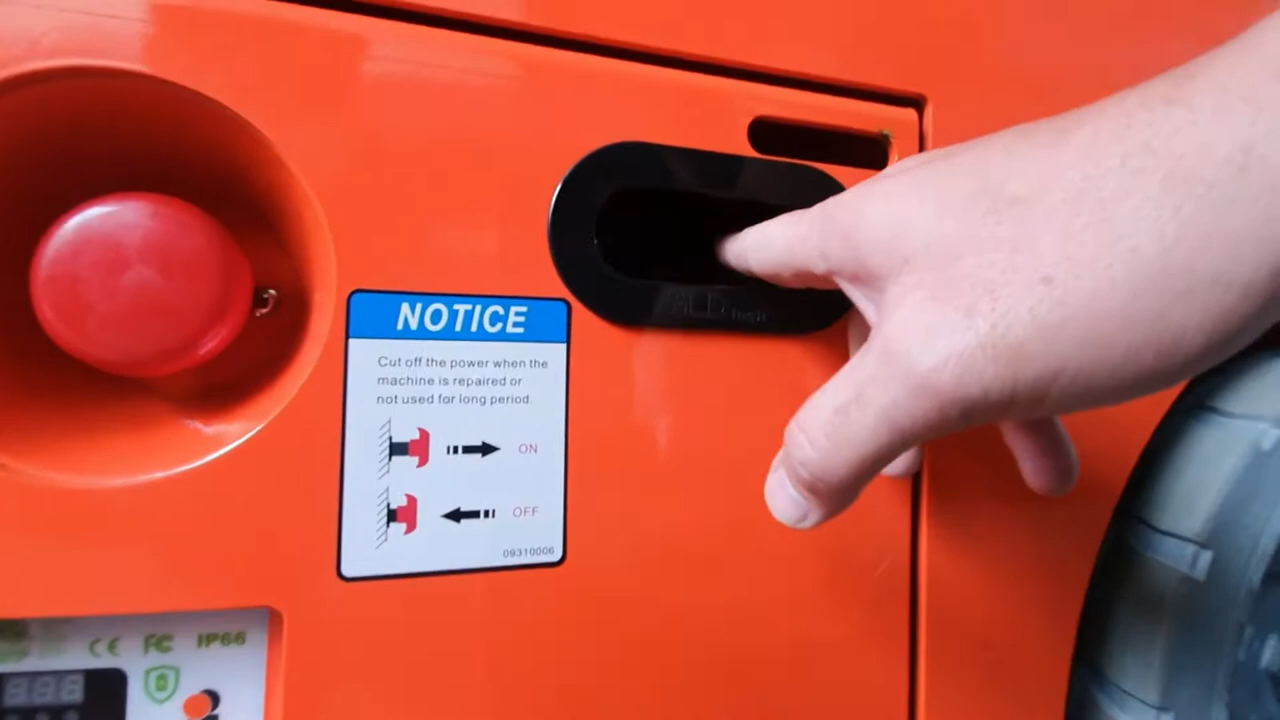 NOTICE
Cut off the power when the
machine is repaired or
not used for long period.
ON
OFF
09310006
CE FC IP66